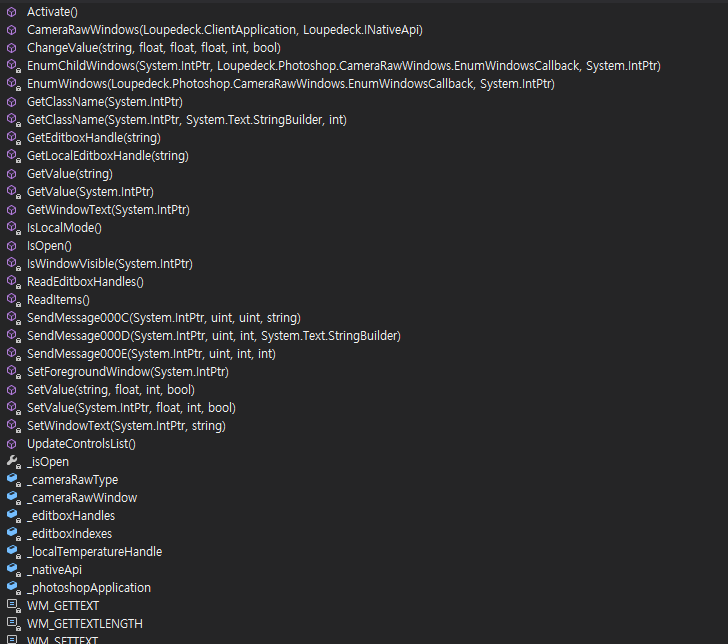 Activate()
CameraRawWindows(Loupedeck.ClientApplication, Loupedeck.INativeApi)
ChangeValue(string, float, float, float, int, bool)
EnumChildWindows(System.IntPtr, Loupedeck.Photoshop.CameraRawWindows.EnumWindowsCallback, System.IntPtr)
EnumWindows(Loupedeck.Photoshop.CameraRawWindows.EnumWindowsCallback, System.IntPtr)
GetClassName(System.IntPtr)
GetClassName(System.IntPtr, System.Text.StringBuilder, int)
GetEditboxHandle(string)
GetLocalEditboxHandle(string)
GetValue(string)
GetValue(System.IntPtr)
GetWindowText(System.IntPtr)
IsLocalMode()
IsOpen()
IsWindowVisible(System.IntPtr)
ReadEditboxHandles()
ReadItems()
SendMessage000C(System.IntPtr, uint, uint, string)
SendMessage000D(System.IntPtr, uint, int, System.Text.StringBuilder)
SendMessage000E(System.IntPtr, uint, int, int)
SetForegroundWindow(System.IntPtr)
SetValue(string, float, int, bool)
SetValue(System.IntPtr, float, int, bool)
SetWindowText(System.IntPtr, string)
UpdateControlsList()
_isOpen
_cameraRawType
_cameraRawWindow
_editboxHandles
_editboxIndexes
_localTemperatureHandle
_nativeApi
_photoshopApplication
WM_GETTEXT
WM_GETTEXTLENGTH
WM_SETTEXT